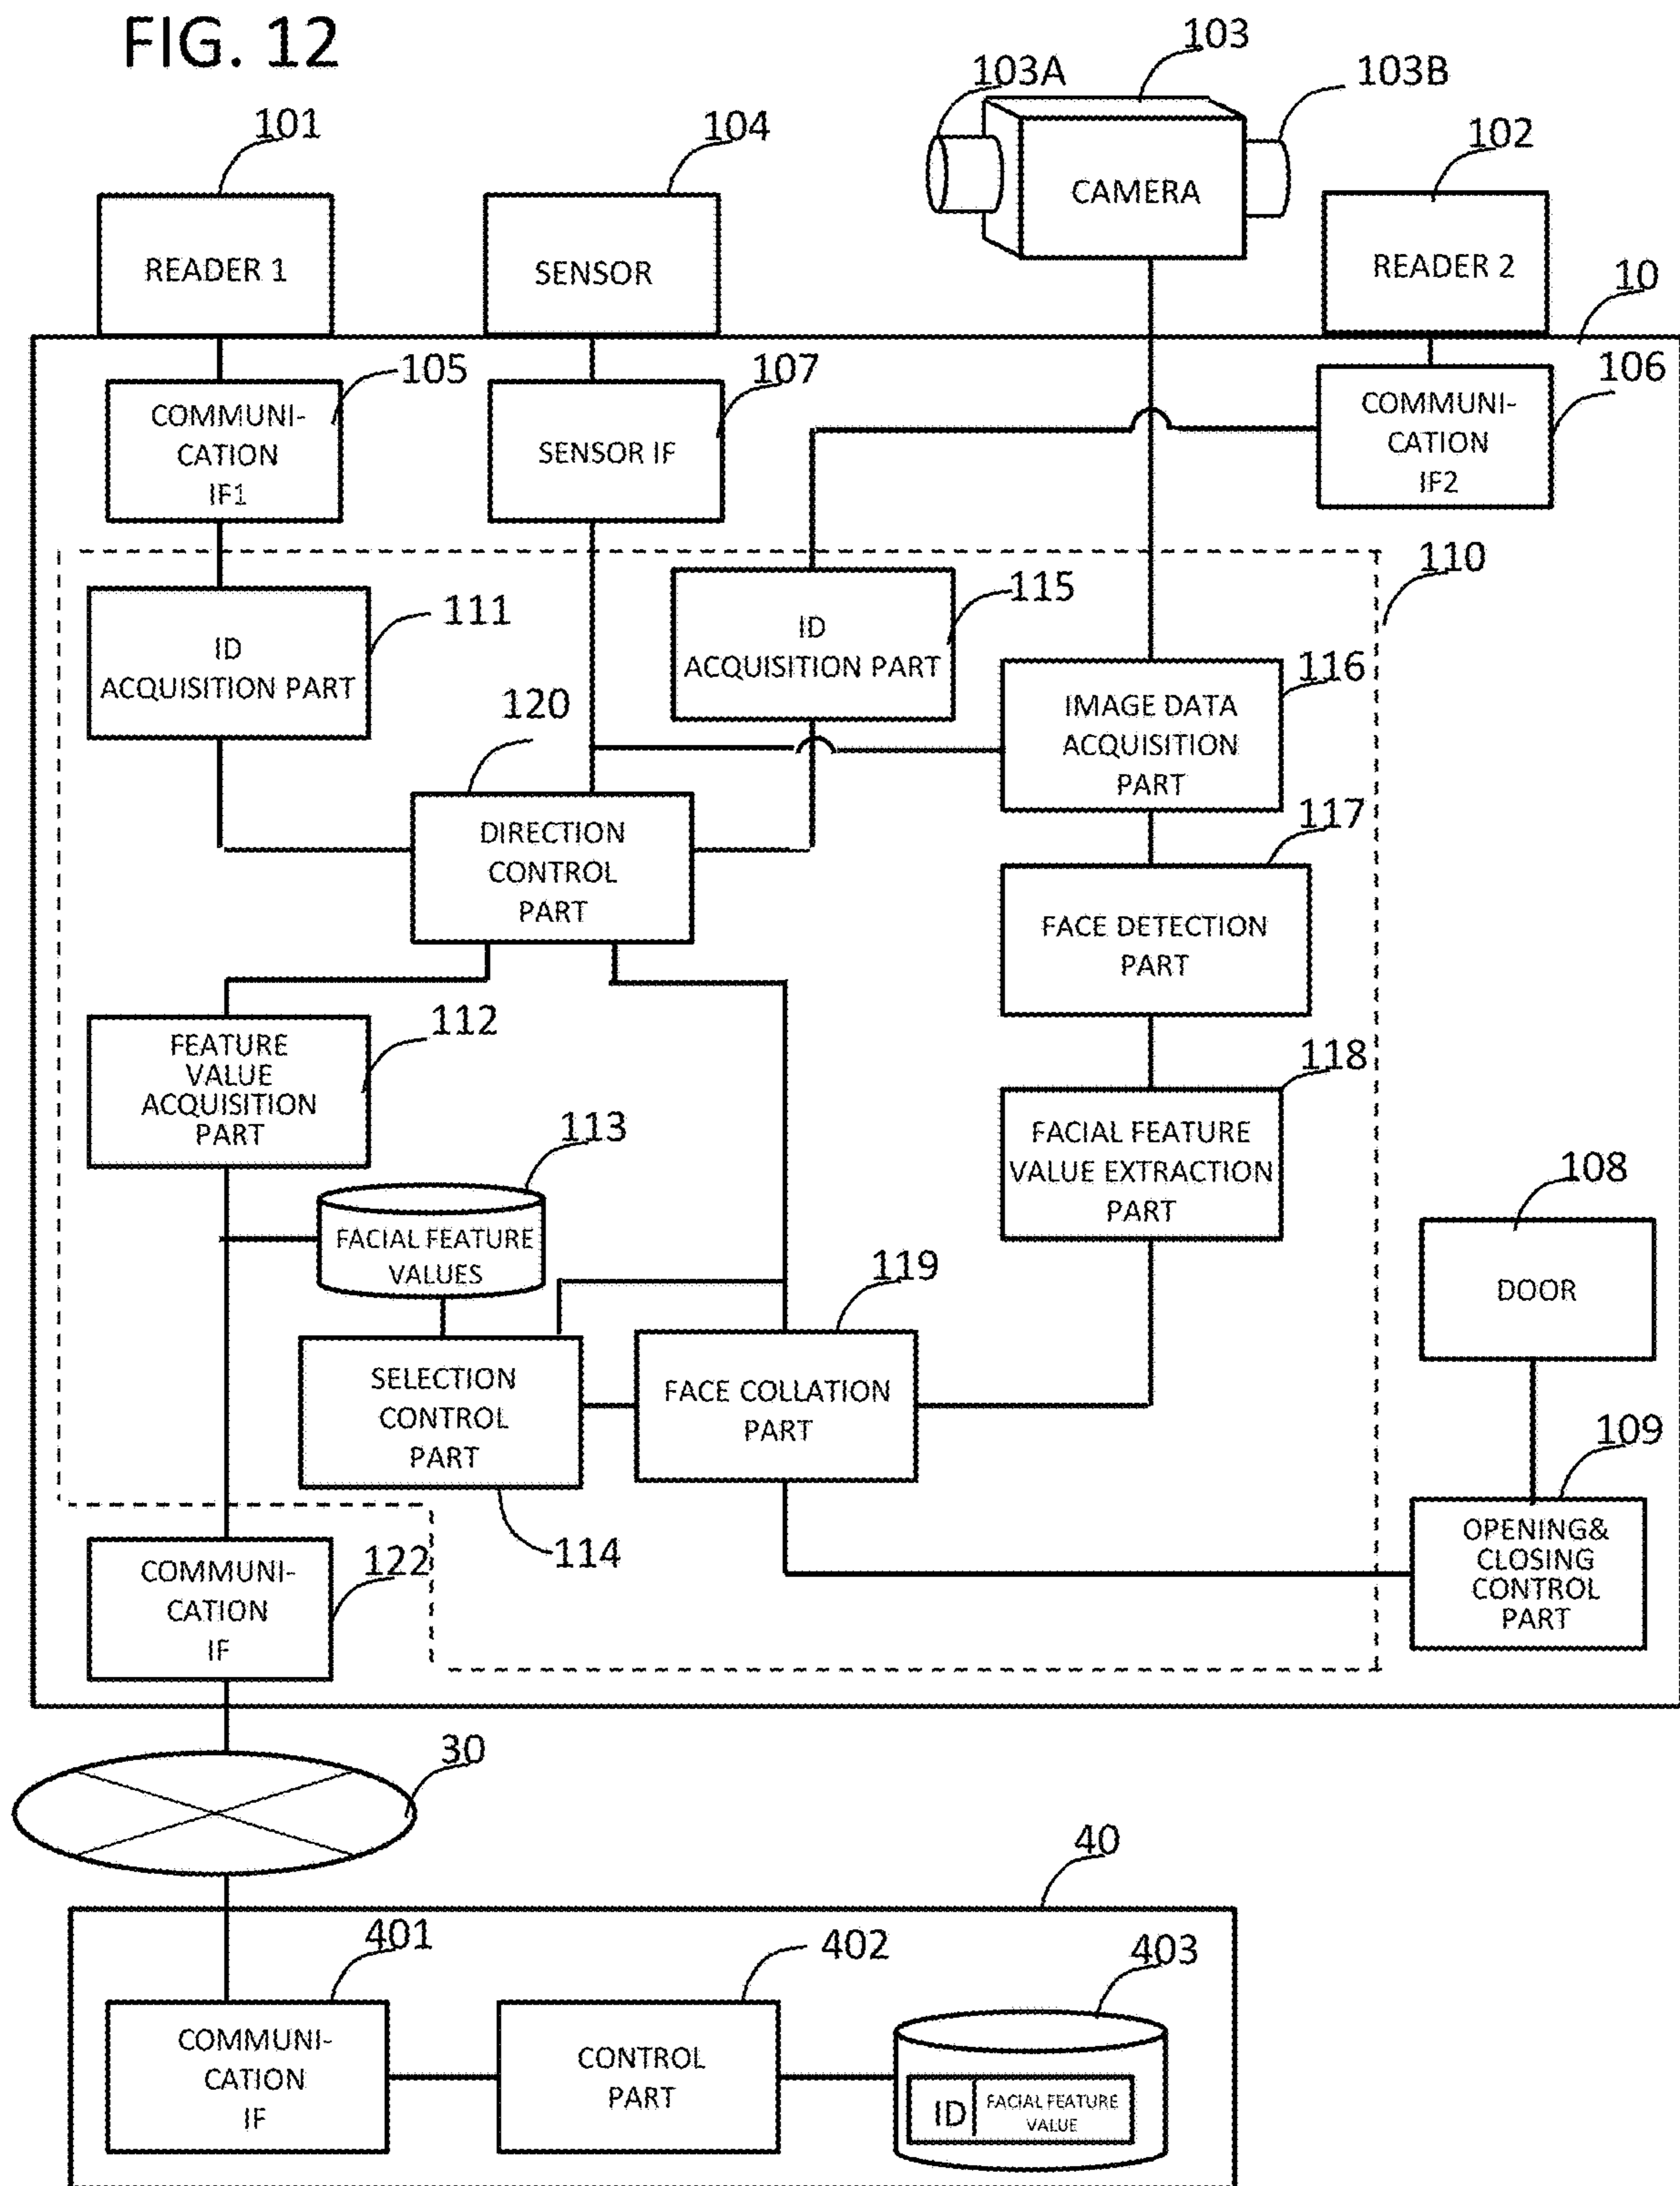 FIG. 12
103
103A
103B
101
104
102
CAMERA
READER 1
SENSOR
READER 2
10
105
107
106
COMMUNI-
CATION
IF1
SENSOR IF
COMMUNI-
CATION
IF2
110
111
115
ID
ACQUISITION PART
ID
ACQUISITION PART
116
120
IMAGE DATA
ACQUISITION
PART
DIRECTION
CONTROL
PART
117
FACE DETECTION
PART
112
FEATURE
VALUE
ACQUISITION
PART
118
FACIAL FEATURE
VALUE EXTRACTION
PART
113
FACIAL FEATURE
VALUES
108
DOOR
119
SELECTION
CONTROL
PART
FACE COLLATION
PART
109
114
OPENING&
CLOSING
CONTROL
PART
122
COMMUNI-
CATION
IF
30
40
401
402
403
COMMUNI-
CATION
IF
CONTROL
PART
ID
FACIAL FEATURE
VALUE